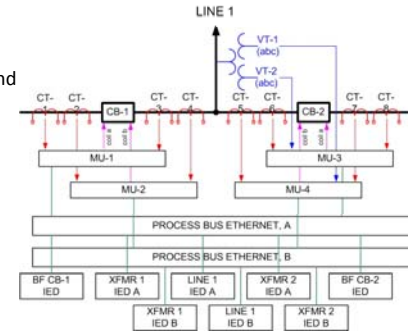 LINE 1
VT-1
(abc)
nd
VT-2
(abc)
CT-
1
CT-
2
CB-1
CT-
3
CT-
4
CT-
5
CT-
6
CB-2
CT-
7
CT-
8
coil a
coil b
coil b
coil a
MU-1
MU-3
MU-2
MU-4
PROCESS BUS ETHERNET, A
PROCESS BUS ETHERNET, B
BF CB-1
IED
XFMR 1
IED A
LINE 1
IED A
XFMR 2
IED A
BF CB-2
IED
XFMR 1
IED B
LINE 1
IED B
XFMR 2
IED B